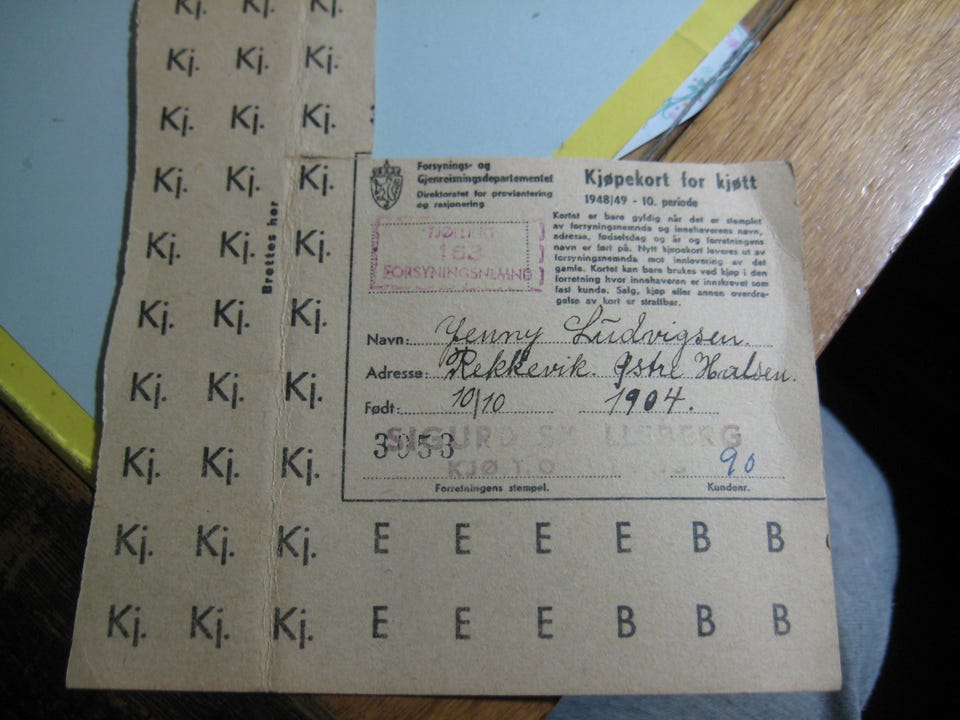 Kj. Kj. Kj.
Kj. Kj. Kj.
Kj. Kj. Kj.
Kj. Kj. Kj.
Kj. Kj. Kj.
Kj. Kj. Kj.
Kj. Kj. Kj.
Kj. Kj. Kj.
Brettes her
Forsynings- og
Gjenreisningsdepartementet
Direktoratet for proviantering
og rasjonering
Kjøpekort for kjøtt
1948/49 - 10. periode
Kortet er bare gyldig når det er stemplet
av forsyningsnemnda og innehaverens navn,
adresse, fødselsdag og år og forretningens
navn er ført på. Nytt kjøpekort leveres ut av
forsyningsnemnda mot innlevering av det
gamle. Kortet kan bare brukes ved kjøp i den
forretning hvor innehaveren er innskrevet som
fast kunde. Salg, kjøp eller annen overdra-
gelse av kort er straffbar.
163
FORSYNINGSNEMND
Navn: Jenny Ludvigsen.
Adresse: Rekkevik. Østre Halsen.
Født: 10/10 1904.
SIGURD
3053
90
Forretningens stempel. Kundenr.
Kj. Kj. Kj. E E E E B B
Kj. Kj. Kj. E E E B B B